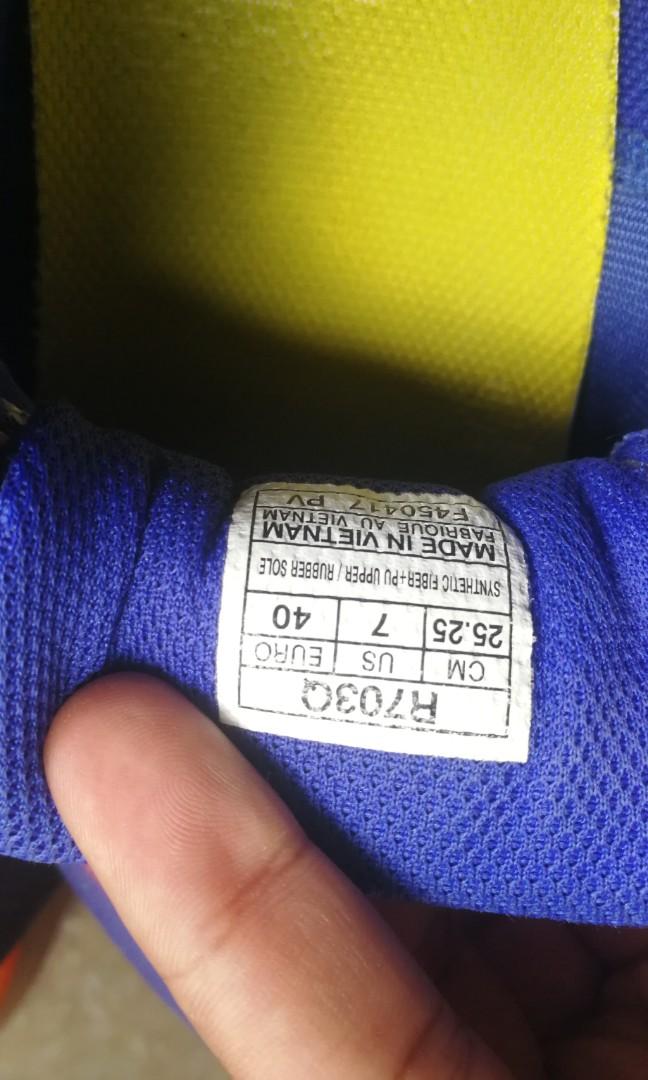 R703Q
CM US EURO
25.25 7 40
SYNTHETIC FIBER+PU UPPER / RUBBER SOLE
MADE IN VIETNAM
FABRIQUE AU VIETNAM
F450417 PV